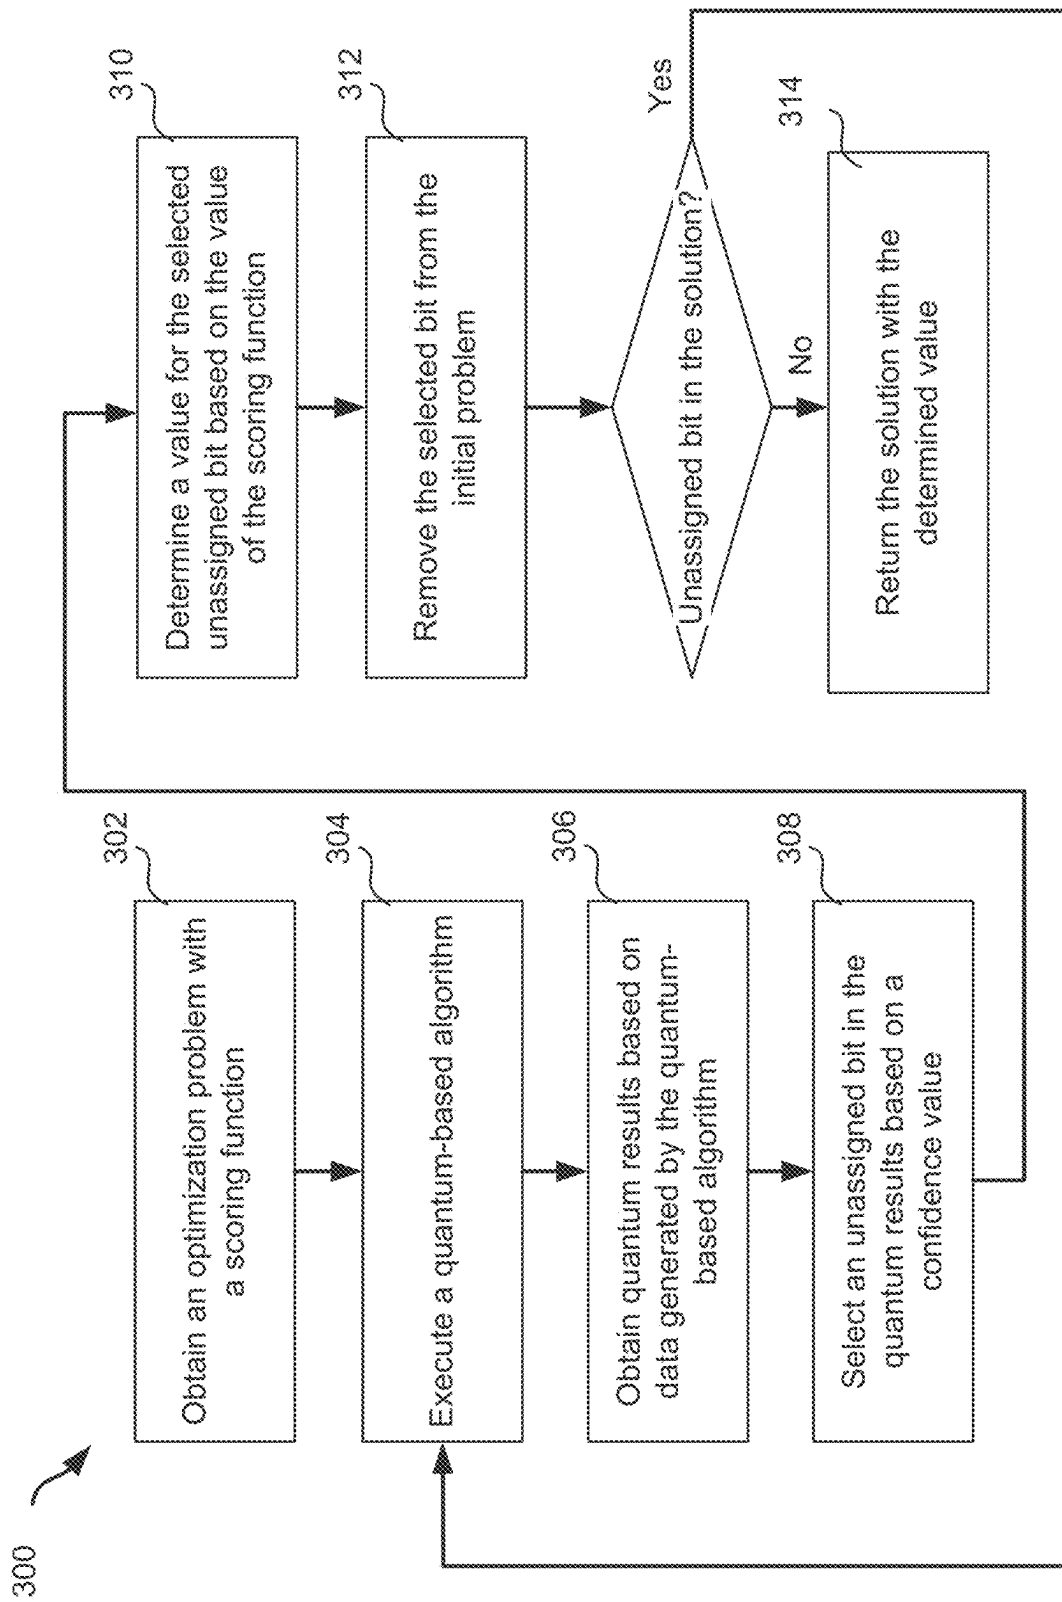 300
302
Obtain an optimization problem with
a scoring function
304
Execute a quantum-based algorithm
306
Obtain quantum results based on
data generated by the quantum-
based algorithm
308
Select an unassigned bit in the
quantum results based on a
confidence value
310
Determine a value for the selected
unassigned bit based on the value
of the scoring function
312
Remove the selected bit from the
initial problem
Unassigned bit in the solution?
Yes
No
314
Return the solution with the
determined value